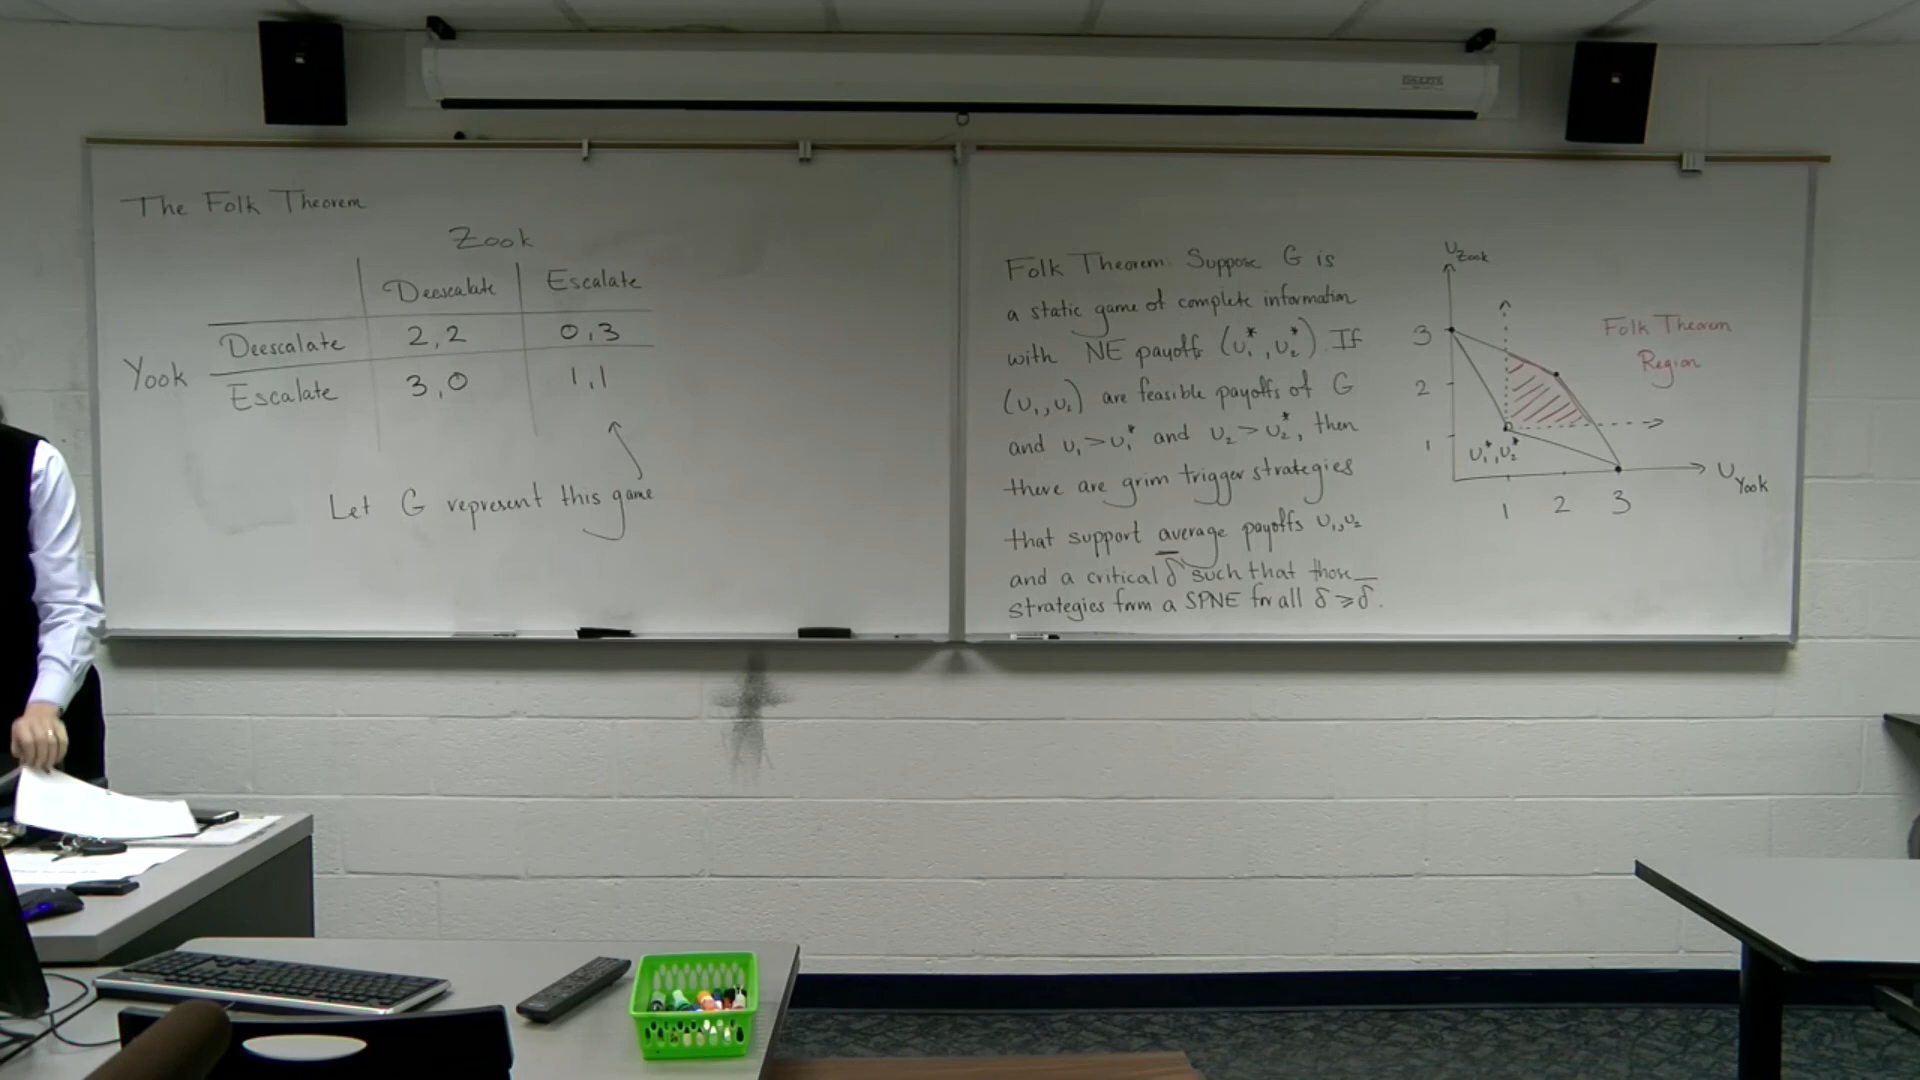 The Folk Theorem
Zook
Deescalate Escalate
Deescalate 2,2 0,3
Yook
Escalate 3,0 1,1
Let G represent this game
Folk Theorem: Suppose G is
a static game of complete information
with NE payoffs (U₁*, U₂*) If
(U₁, U₂) are feasible payoffs of G
and U₁ > U₁* and U₂ > U₂*, then
there are grim trigger strategies
that support average payoffs U₁, U₂
and a critical δ̲ such that those
strategies form a SPNE for all δ ≥ δ̲.
U Zook
3
2
1
U₁*, U₂*
1 2 3
U Yook
Folk Theorem
Region